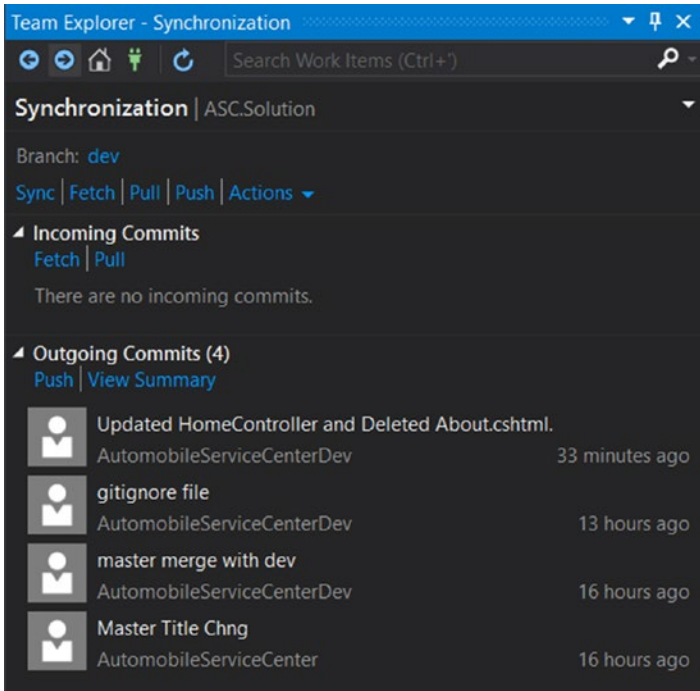 Team Explorer - Synchronization
Search Work Items (Ctrl+')
Synchronization | ASC.Solution
Branch: dev
Sync | Fetch | Pull | Push | Actions
Incoming Commits
Fetch | Pull
There are no incoming commits.
Outgoing Commits (4)
Push | View Summary
Updated HomeController and Deleted About.cshtml.
AutomobileServiceCenterDev 33 minutes ago
gitignore file
AutomobileServiceCenterDev 13 hours ago
master merge with dev
AutomobileServiceCenterDev 16 hours ago
Master Title Chng
AutomobileServiceCenter 16 hours ago